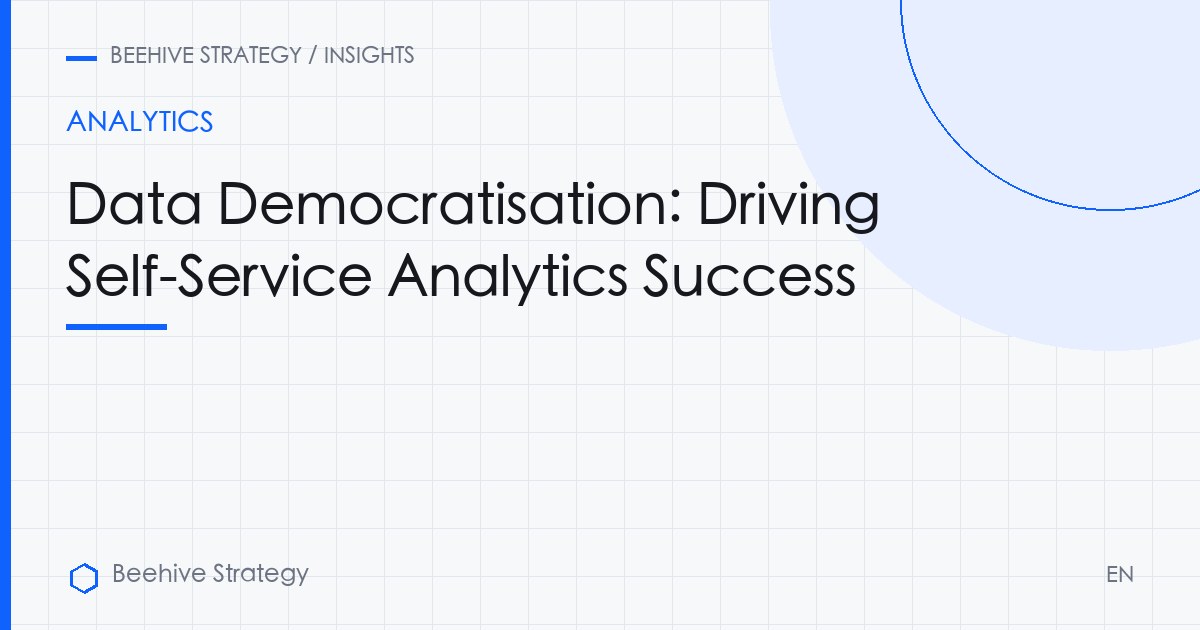 BEEHIVE STRATEGY / INSIGHTS
ANALYTICS
Data Democratisation: Driving
Self-Service Analytics Success
Beehive Strategy
EN